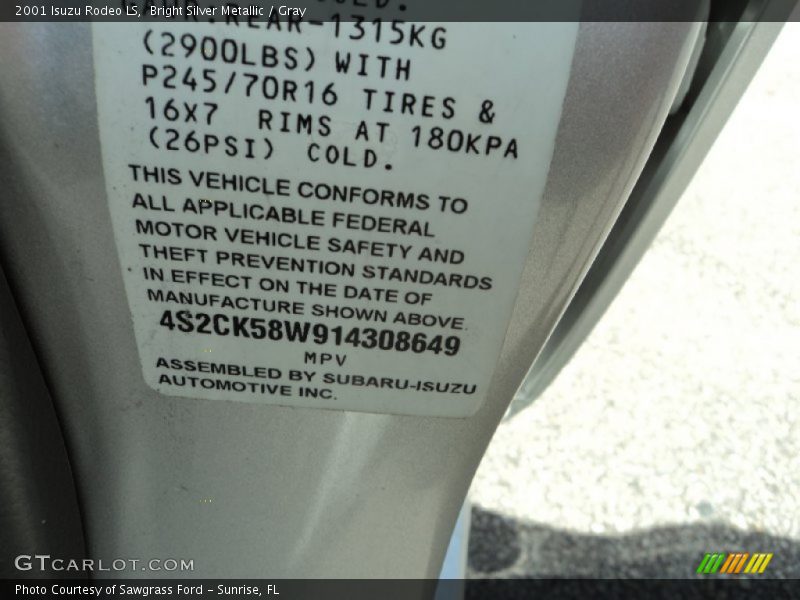 2001 Isuzu Rodeo LS, / Bright Silver Metallic / Gray
REAR-1315KG
(2900LBS) WITH
P245/70R16 TIRES &
16X7 RIMS AT 180KPA
(26PSI) COLD.
THIS VEHICLE CONFORMS TO
ALL APPLICABLE FEDERAL
MOTOR VEHICLE SAFETY AND
THEFT PREVENTION STANDARDS
IN EFFECT ON THE DATE OF
MANUFACTURE SHOWN ABOVE.
4S2CK58W914308649
MPV
ASSEMBLED BY SUBARU-ISUZU
AUTOMOTIVE INC.
GTCARLOT.COM
Photo Courtesy of Sawgrass Ford - Sunrise, FL